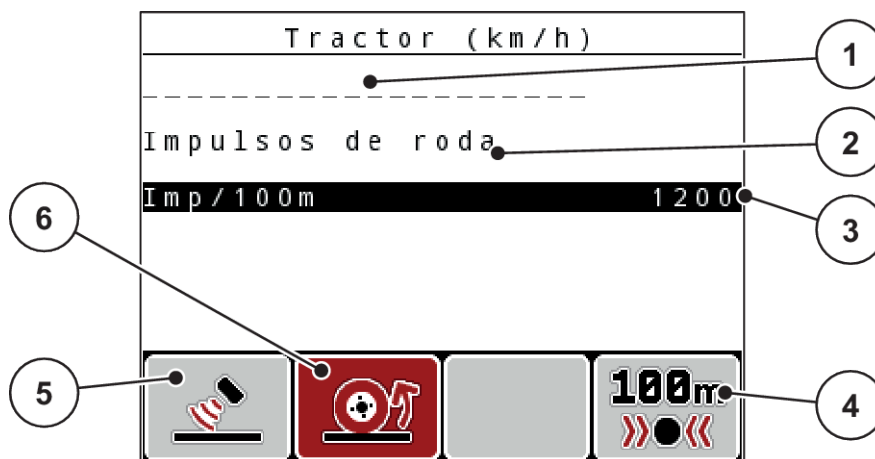 Tractor (km/h)
1
Impulsos de roda
2
Imp/100m 1200
3
6
5
100m
4